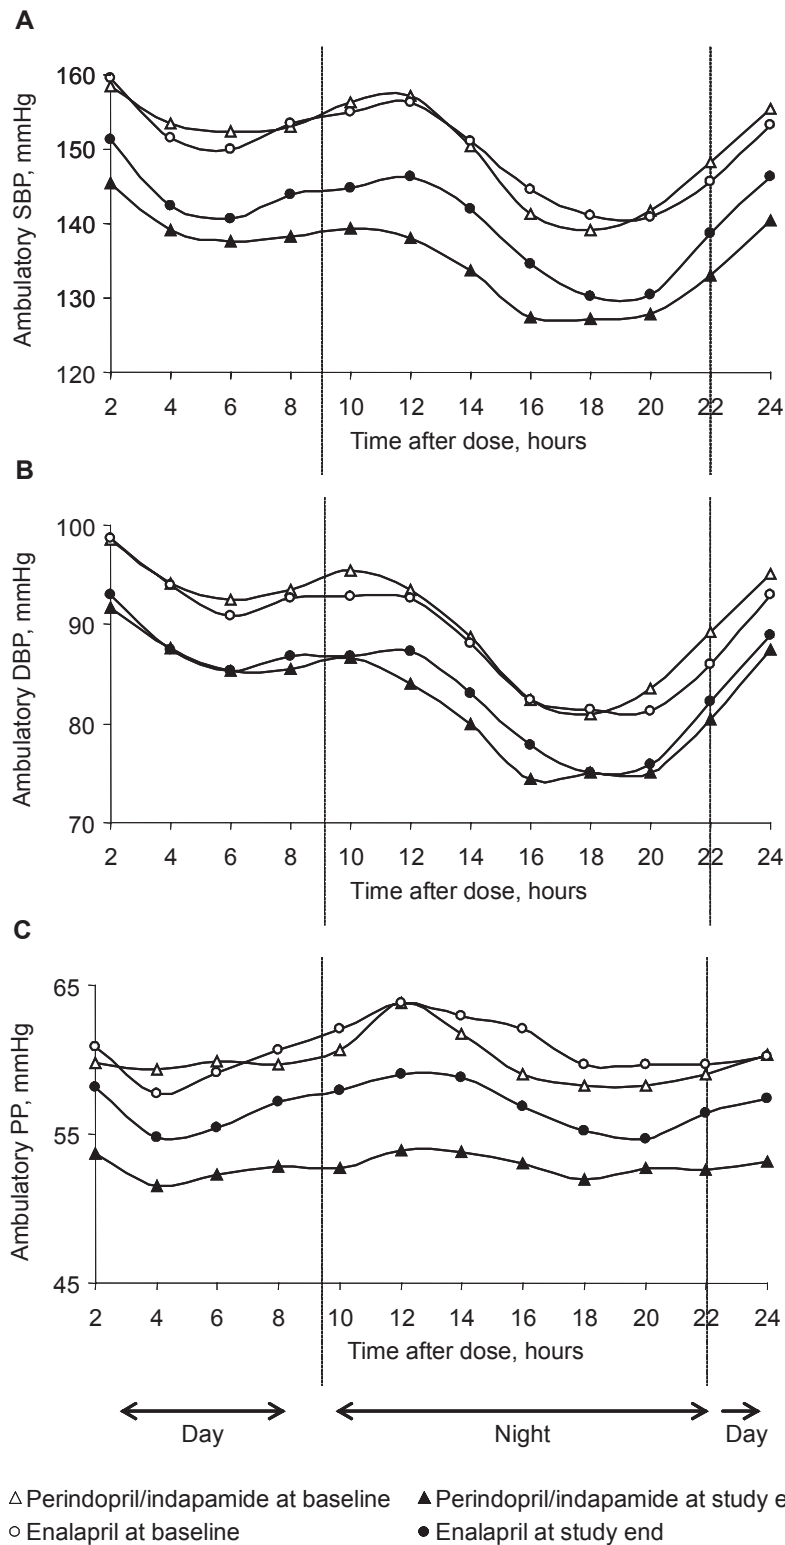 A
Ambulatory SBP, mmHg
160
150
140
130
120
2 4 6 8 10 12 14 16 18 20 22 24
Time after dose, hours
B
Ambulatory DBP, mmHg
100
90
80
70
2 4 6 8 10 12 14 16 18 20 22 24
Time after dose, hours
C
Ambulatory PP, mmHg
65
55
45
2 4 6 8 10 12 14 16 18 20 22 24
Time after dose, hours
Day Night Day
Perindopril/indapamide at baseline Perindopril/indapamide at study e
Enalapril at baseline Enalapril at study end